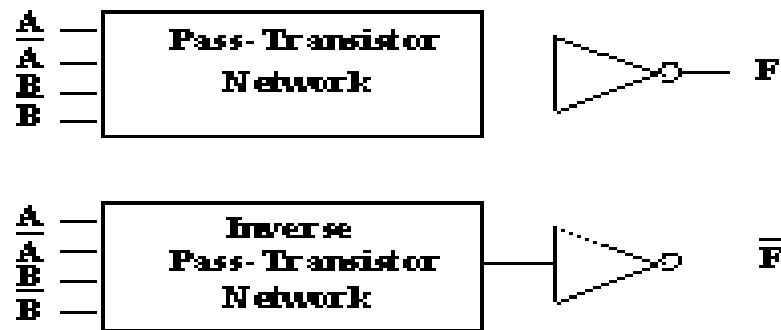 A
A̅
B
B̅
Pass-Transistor
Network
F
A
A̅
B
B̅
Inverse
Pass-Transistor
Network
F̅